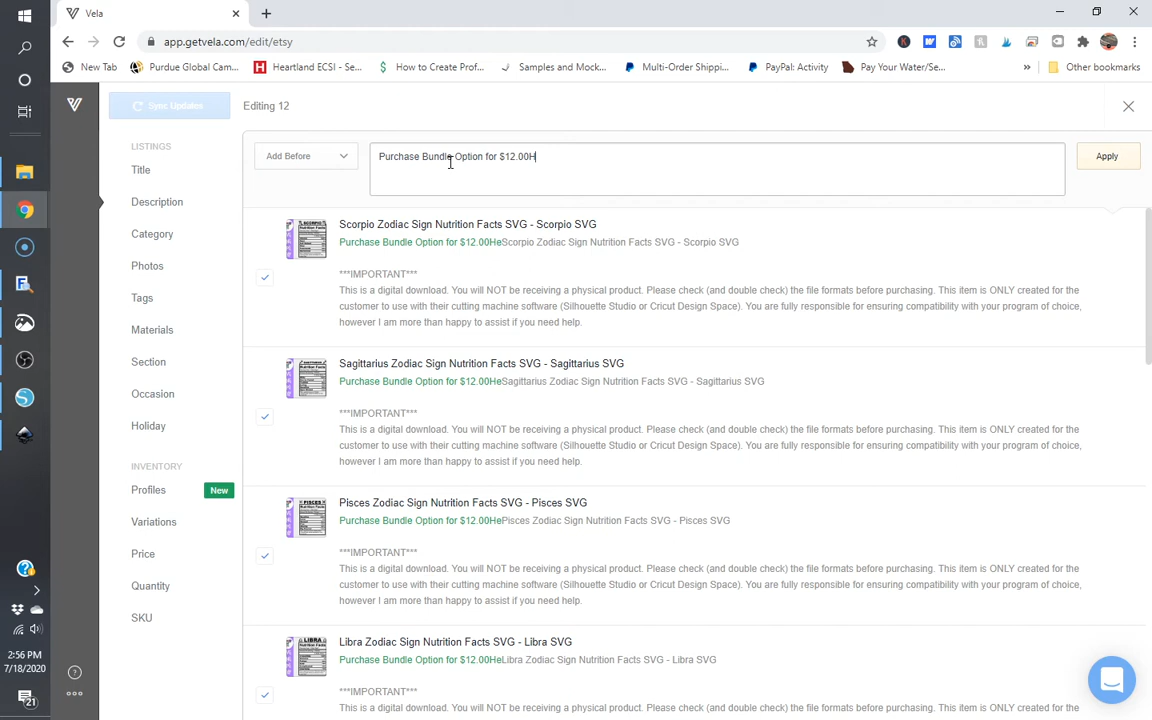 Vela
app.getvela.com/edit/etsy
New Tab
Purdue Global Cam...
Heartland ECSI - Se...
How to Create Prof...
Samples and Mock...
Multi-Order Shippi...
PayPal: Activity
Pay Your Water/Se...
»
Other bookmarks
Sync Updates
Editing 12
LISTINGS
Title
Description
Category
Photos
Tags
Materials
Section
Occasion
Holiday
INVENTORY
Profiles
New
Variations
Price
Quantity
SKU
Add Before
Purchase Bundle Option for $12.00H
Apply
Scorpio Zodiac Sign Nutrition Facts SVG - Scorpio SVG
Purchase Bundle Option for $12.00HeScorpio Zodiac Sign Nutrition Facts SVG - Scorpio SVG
***IMPORTANT***
This is a digital download. You will NOT be receiving a physical product. Please check (and double check) the file formats before purchasing. This item is ONLY created for the
customer to use with their cutting machine software (Silhouette Studio or Cricut Design Space). You are fully responsible for ensuring compatibility with your program of choice,
however I am more than happy to assist if you need help.
Sagittarius Zodiac Sign Nutrition Facts SVG - Sagittarius SVG
Purchase Bundle Option for $12.00HeSagittarius Zodiac Sign Nutrition Facts SVG - Sagittarius SVG
***IMPORTANT***
This is a digital download. You will NOT be receiving a physical product. Please check (and double check) the file formats before purchasing. This item is ONLY created for the
customer to use with their cutting machine software (Silhouette Studio or Cricut Design Space). You are fully responsible for ensuring compatibility with your program of choice,
however I am more than happy to assist if you need help.
Pisces Zodiac Sign Nutrition Facts SVG - Pisces SVG
Purchase Bundle Option for $12.00HePisces Zodiac Sign Nutrition Facts SVG - Pisces SVG
***IMPORTANT***
This is a digital download. You will NOT be receiving a physical product. Please check (and double check) the file formats before purchasing. This item is ONLY created for the
customer to use with their cutting machine software (Silhouette Studio or Cricut Design Space). You are fully responsible for ensuring compatibility with your program of choice,
however I am more than happy to assist if you need help.
Libra Zodiac Sign Nutrition Facts SVG - Libra SVG
Purchase Bundle Option for $12.00HeLibra Zodiac Sign Nutrition Facts SVG - Libra SVG
***IMPORTANT***
This is a digital download. You will NOT be receiving a physical product. Please check (and double check) the file formats before purchasing. This item is ONLY created for the
2:56 PM
7/18/2020
21